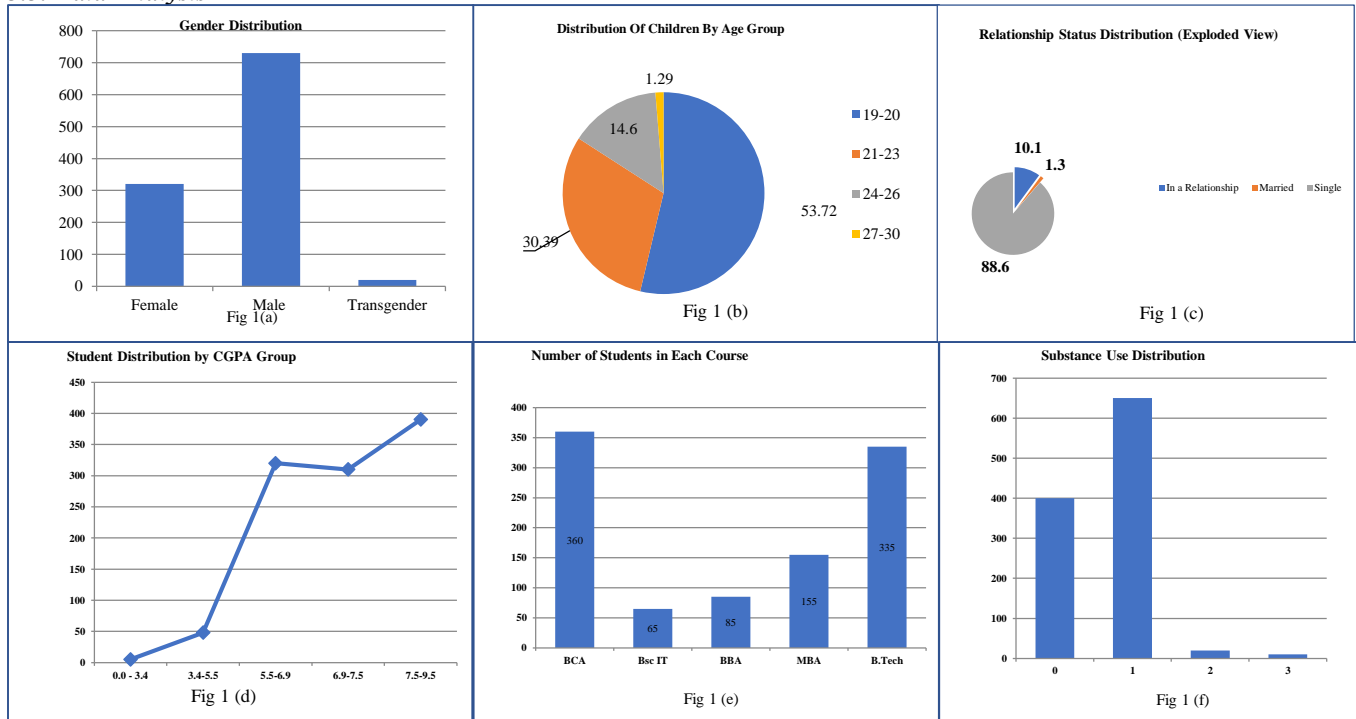 Gender Distribution
800
700
600
500
400
300
200
100
0
Female Male Transgender
Fig 1(a)
Distribution Of Children By Age Group
1.29
14.6
30.39
53.72
19-20
21-23
24-26
27-30
Fig 1 (b)
Relationship Status Distribution (Exploded View)
10.1
1.3
88.6
In a Relationship Married Single
Fig 1 (c)
Student Distribution by CGPA Group
450
400
350
300
250
200
150
100
50
0
0.0 - 3.4 3.4-5.5 5.5-6.9 6.9-7.5 7.5-9.5
Fig 1 (d)
Number of Students in Each Course
400
350
300
250
200
150
100
50
0
360 65 85 155 335
BCA Bsc IT BBA MBA B.Tech
Fig 1 (e)
Substance Use Distribution
700
600
500
400
300
200
100
0
0 1 2 3
Fig 1 (f)